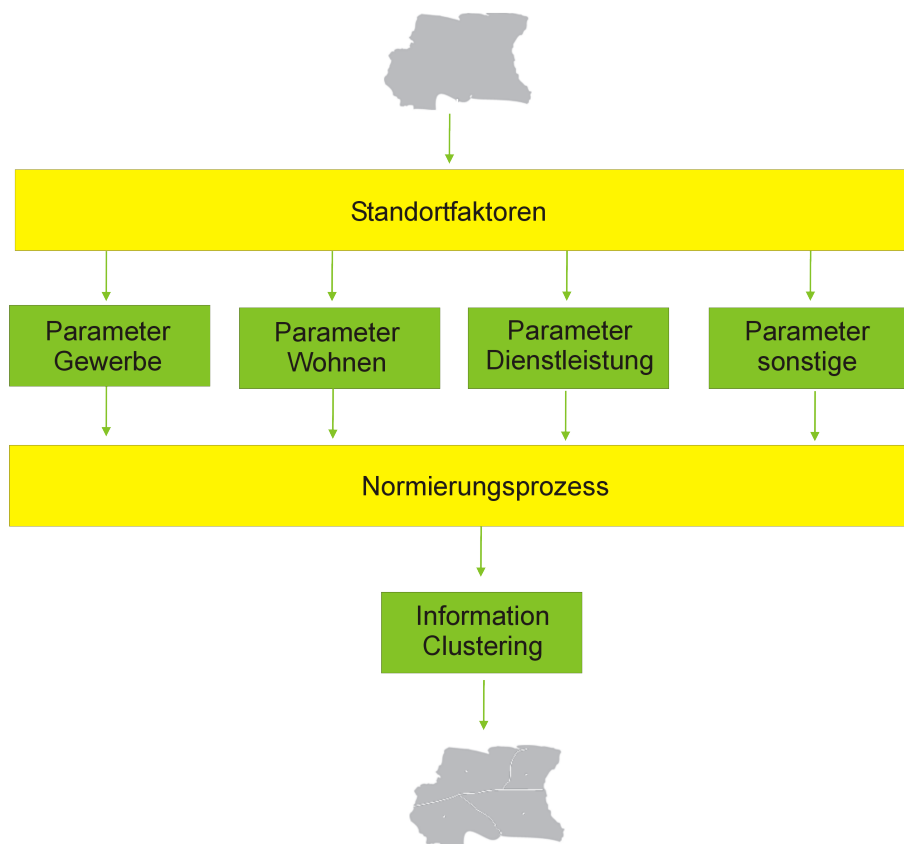 Standortfaktoren
Parameter
Gewerbe
Parameter
Wohnen
Parameter
Dienstleistung
Parameter
sonstige
Normierungsprozess
Information
Clustering